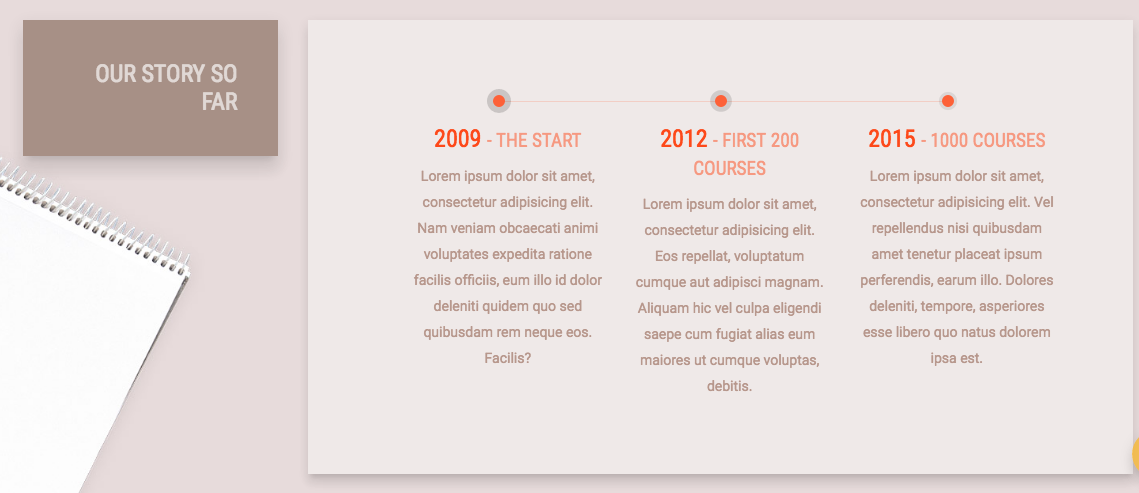 OUR STORY SO
FAR
2009 - THE START
Lorem ipsum dolor sit amet,
consectetur adipisicing elit.
Nam veniam obcaecati animi
voluptates expedita ratione
facilis officiis, eum illo id dolor
deleniti quidem quo sed
quibusdam rem neque eos.
Facilis?
2012 - FIRST 200
COURSES
Lorem ipsum dolor sit amet,
consectetur adipisicing elit.
Eos repellat, voluptatum
cumque aut adipisci magnam.
Aliquam hic vel culpa eligendi
saepe cum fugiat alias eum
maiores ut cumque voluptas,
debitis.
2015 - 1000 COURSES
Lorem ipsum dolor sit amet,
consectetur adipisicing elit. Vel
repellendus nisi quibusdam
amet tenetur placeat ipsum
perferendis, earum illo. Dolores
deleniti, tempore, asperiores
esse libero quo natus dolorem
ipsa est.